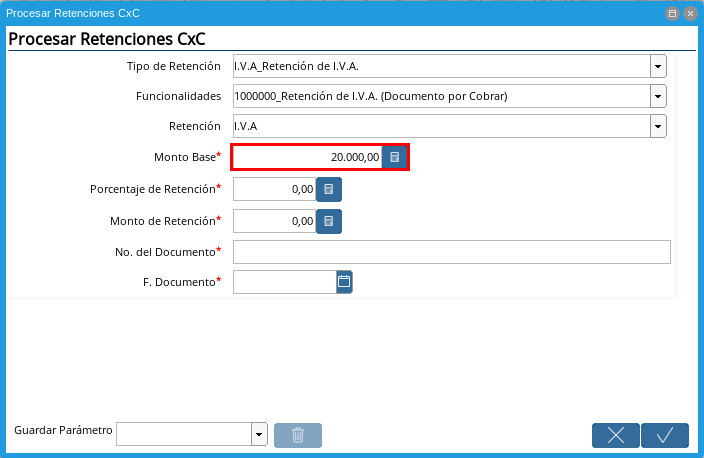 Procesar Retenciones CxC
Procesar Retenciones CxC
Tipo de Retención I.V.A_Retención de I.V.A.
Funcionalidades 1000000_Retención de I.V.A. (Documento por Cobrar)
Retención I.V.A
Monto Base* 20.000,00
Porcentaje de Retención* 0,00
Monto de Retención* 0,00
No. del Documento*
F. Documento*
Guardar Parámetro